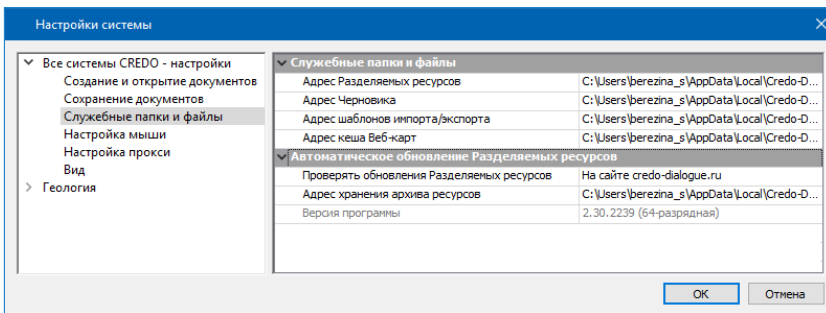 Настройки системы
Все системы CREDO - настройки
Создание и открытие документов
Сохранение документов
Служебные папки и файлы
Настройка мыши
Настройка прокси
Вид
Геология
Служебные папки и файлы
Адрес Разделяемых ресурсов C:\Users\berezina_s\AppData\Local\Credo-D...
Адрес Черновика C:\Users\berezina_s\AppData\Local\Credo-D...
Адрес шаблонов импорта/экспорта C:\Users\berezina_s\AppData\Local\Credo-D...
Адрес кеша Веб-карт C:\Users\berezina_s\AppData\Local\Credo-D...
Автоматическое обновление Разделяемых ресурсов
Проверять обновления Разделяемых ресурсов На сайте credo-dialogue.ru
Адрес хранения архива ресурсов C:\Users\berezina_s\AppData\Local\Credo-D...
Версия программы 2.30.2239 (64-разрядная)
OK Отмена